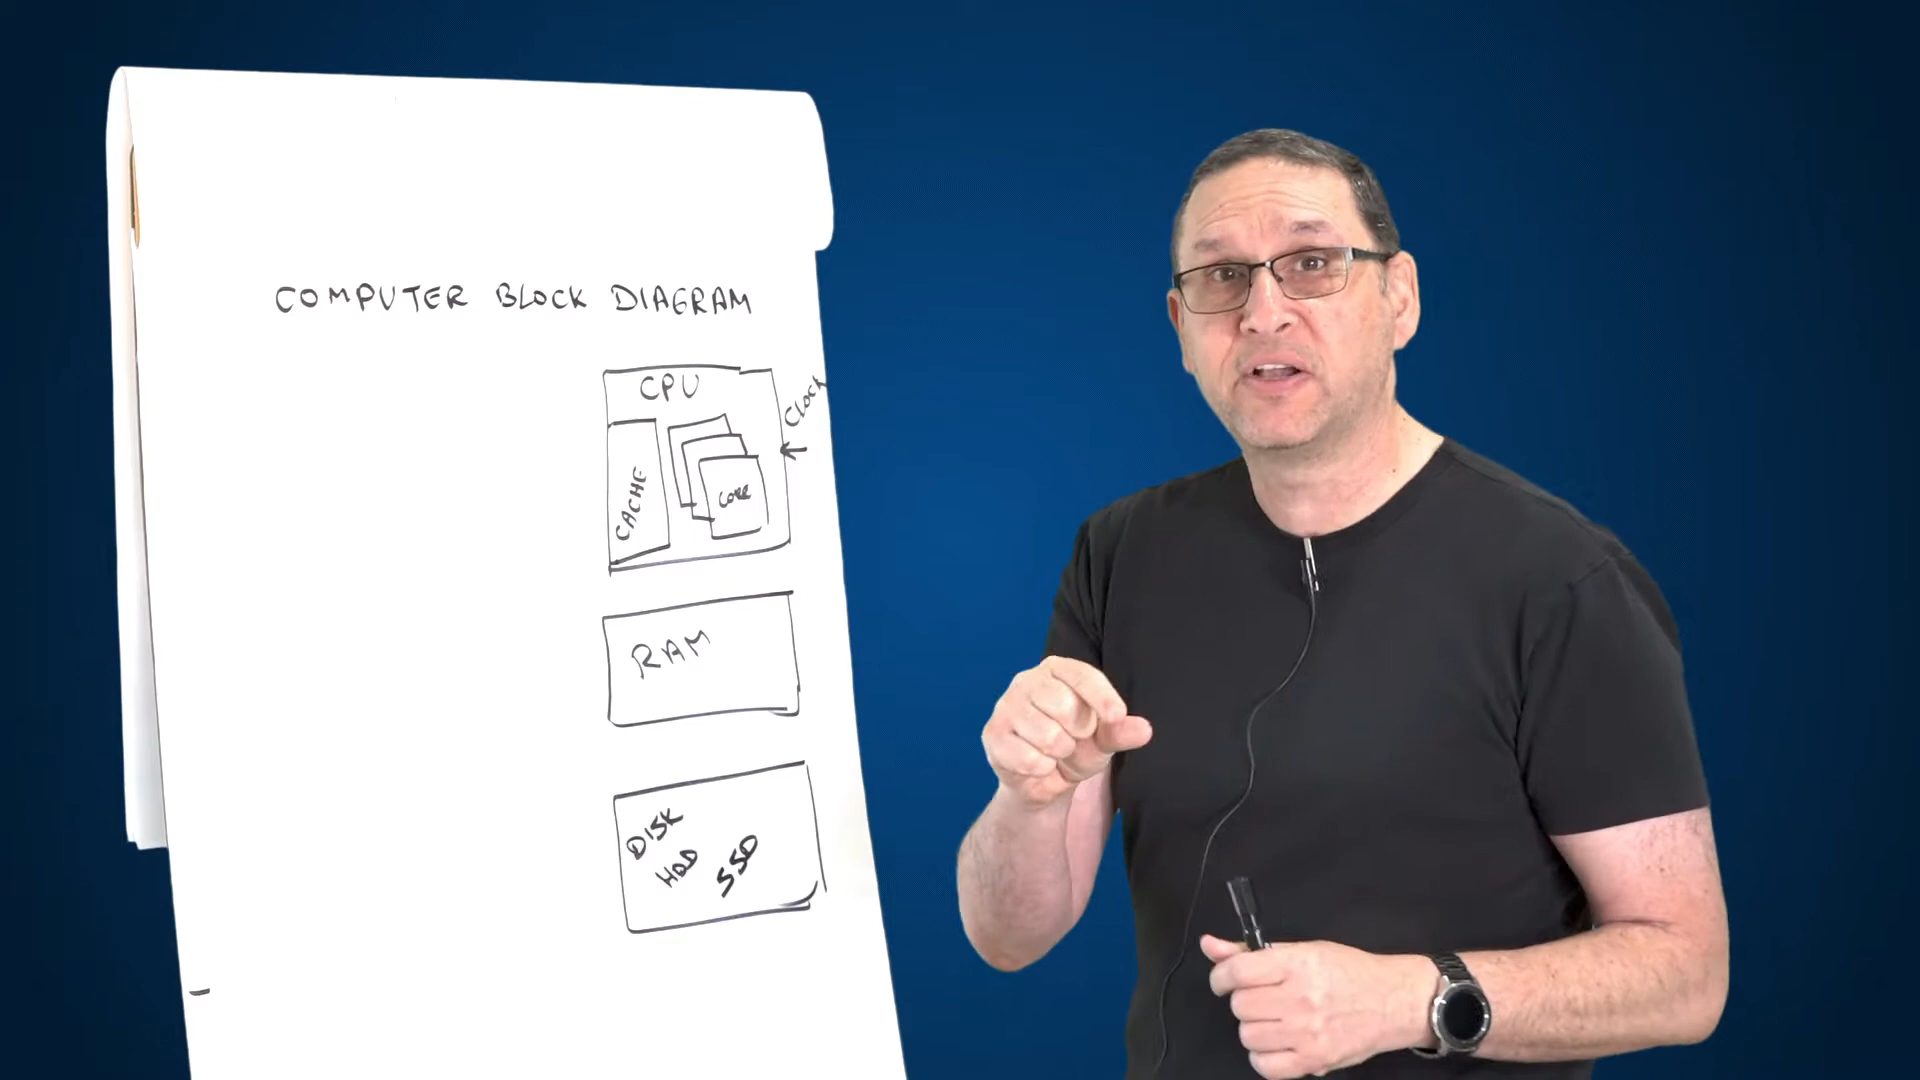 COMPUTER BLOCK DIAGRAM
CPU
CLOCK
CACHE
CORE
RAM
DISK
HDD
SSD